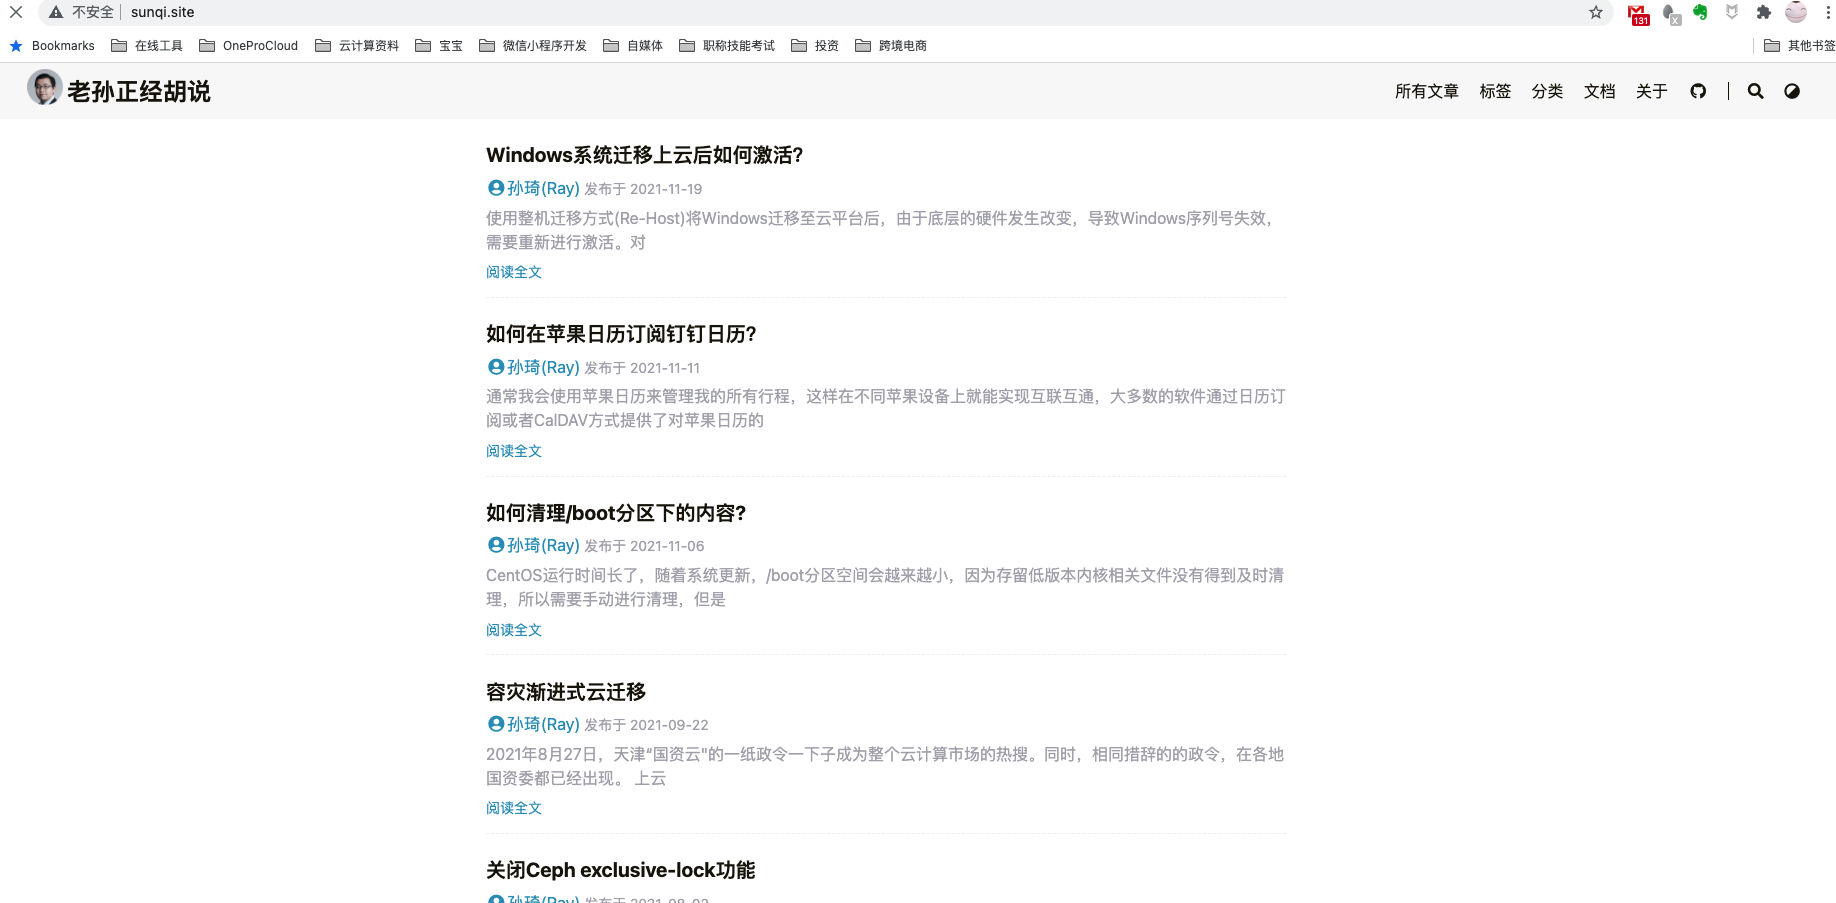 不安全 sunqi.site
131
x
Bookmarks 在线工具 OneProCloud 云计算资料 宝宝 微信小程序开发 自媒体 职称技能考试 投资 跨境电商 其他书签
老孙正经胡说 所有文章 标签 分类 文档 关于
Windows系统迁移上云后如何激活?
孙琦(Ray) 发布于 2021-11-19
使用整机迁移方式(Re-Host)将Windows迁移至云平台后，由于底层的硬件发生改变，导致Windows序列号失效，
需要重新进行激活。对
阅读全文
如何在苹果日历订阅钉钉日历?
孙琦(Ray) 发布于 2021-11-11
通常我会使用苹果日历来管理我的所有行程，这样在不同苹果设备上就能实现互联互通，大多数的软件通过日历订
阅或者CalDAV方式提供了对苹果日历的
阅读全文
如何清理/boot分区下的内容?
孙琦(Ray) 发布于 2021-11-06
CentOS运行时间长了，随着系统更新，/boot分区空间会越来越小，因为存留低版本内核相关文件没有得到及时清
理，所以需要手动进行清理，但是
阅读全文
容灾渐进式云迁移
孙琦(Ray) 发布于 2021-09-22
2021年8月27日，天津“国资云"的一纸政令一下子成为整个云计算市场的热搜。同时，相同措辞的的政令，在各地
国资委都已经出现。 上云
阅读全文
关闭Ceph exclusive-lock功能
孙琦(Ray) 发布于